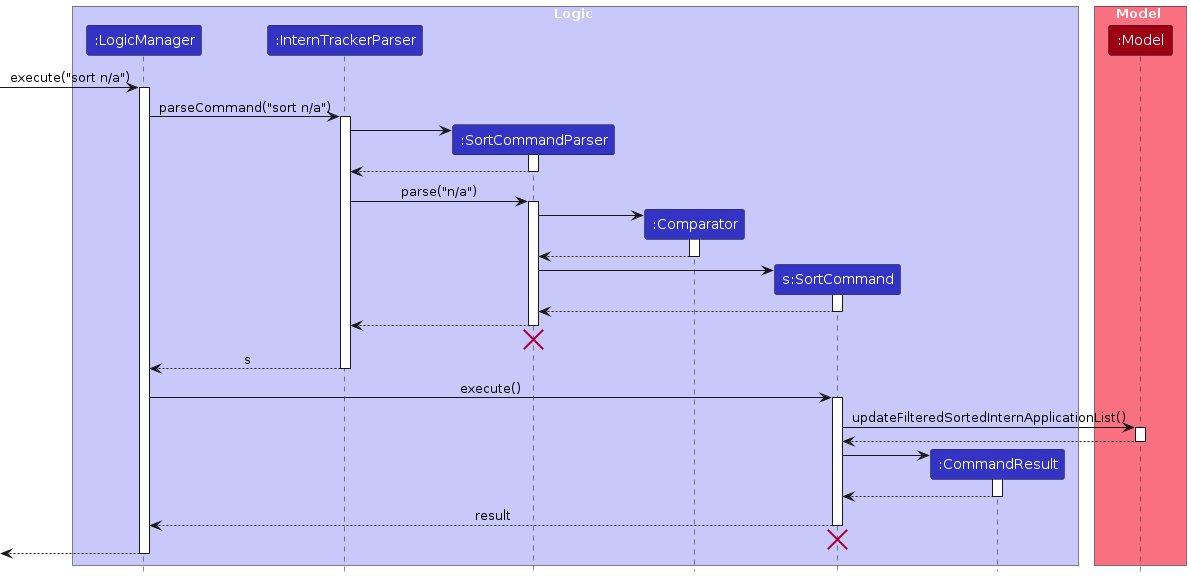 Logic
Model
:LogicManager
:InternTrackerParser
:Model
execute("sort n/a")
parseCommand("sort n/a")
:SortCommandParser
parse("n/a")
:Comparator
s:SortCommand
s
execute()
updateFilteredSortedInternApplicationList()
:CommandResult
result